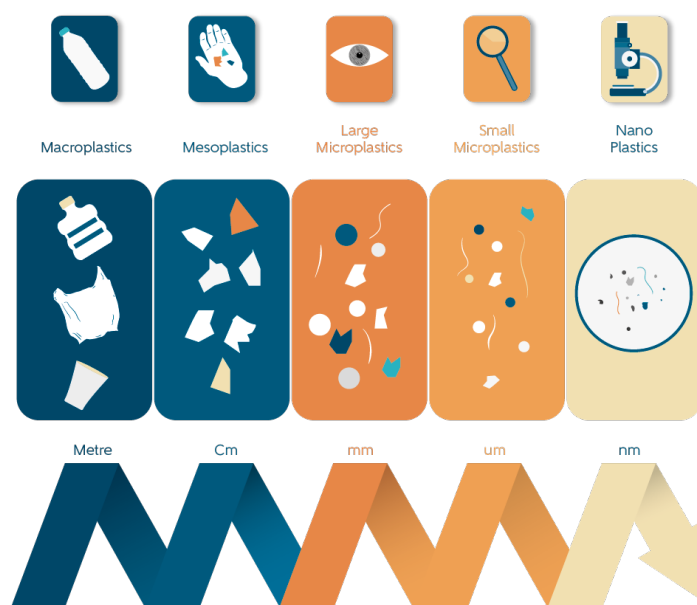 Macroplastics
Mesoplastics
Large
Microplastics
Small
Microplastics
Nano
Plastics
Metre
Cm
mm
um
nm